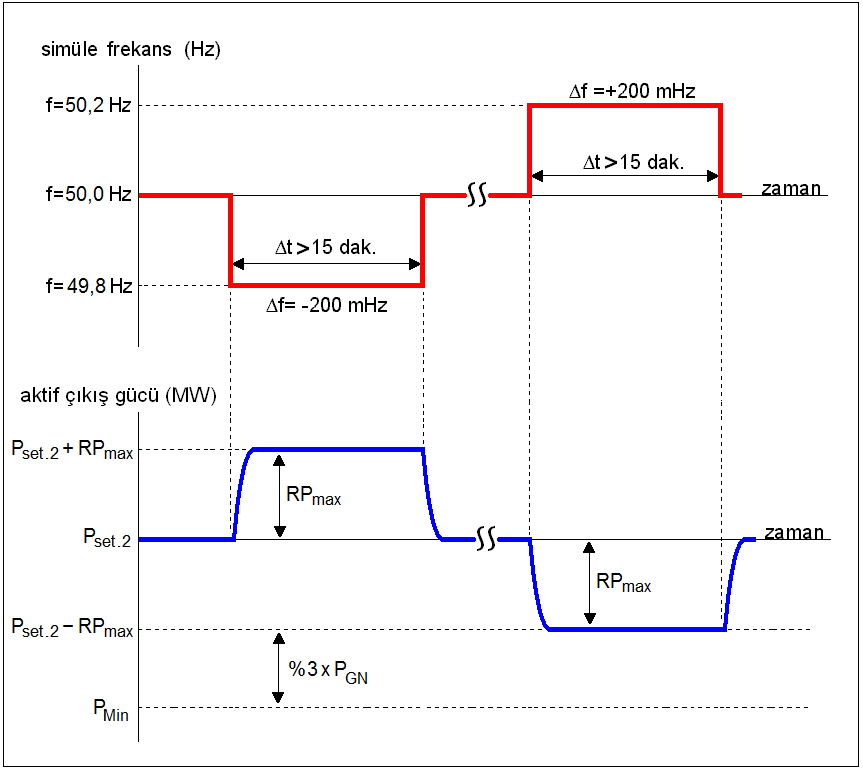 simüle frekans (Hz)
f=50,2 Hz
Δf =+200 mHz
Δt>15 dak.
f=50,0 Hz
zaman
Δt>15 dak.
f=49,8 Hz
Δf= -200 mHz
aktif çıkış gücü (MW)
Pset.2 + RPmax
RPmax
Pset.2
zaman
RPmax
Pset.2 − RPmax
%3 x PGN
PMin